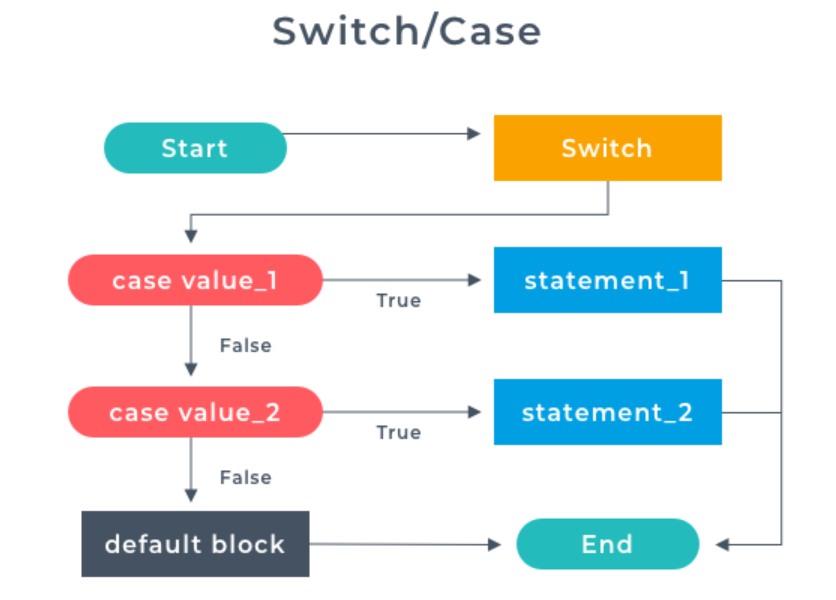 Switch/Case
Start
Switch
case value_1
True
statement_1
False
case value_2
True
statement_2
False
default block
End